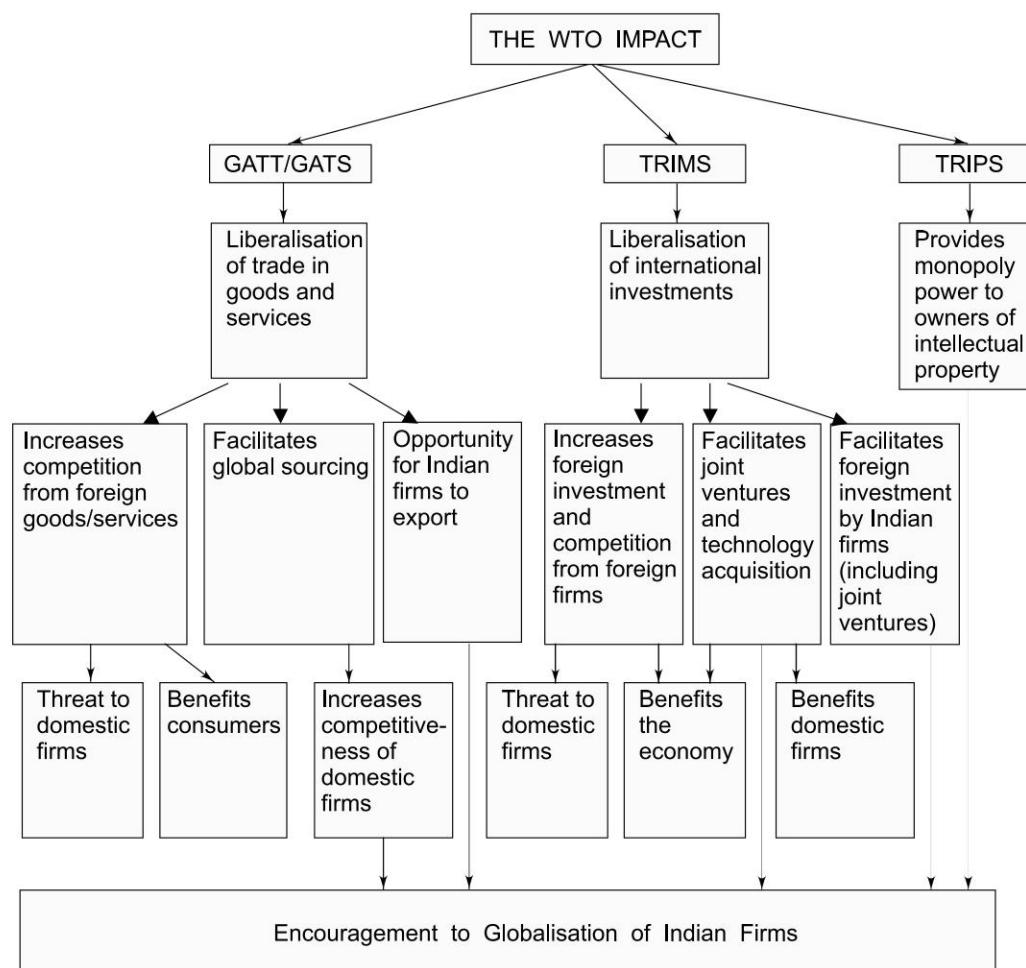 THE WTO IMPACT
GATT/GATS
TRIMS
TRIPS
Liberalisation
of trade in
goods and
services
Liberalisation
of international
investments
Provides
monopoly
power to
owners of
intellectual
property
Increases
competition
from foreign
goods/services
Facilitates
global sourcing
Opportunity
for Indian
firms to
export
Increases
foreign
investment
and
competition
from foreign
firms
Facilitates
joint
ventures
and
technology
acquisition
Facilitates
foreign
investment
by Indian
firms
(including
joint
ventures)
Threat to
domestic
firms
Benefits
consumers
Increases
competitive-
ness of
domestic
firms
Threat to
domestic
firms
Benefits
the
economy
Benefits
domestic
firms
Encouragement to Globalisation of Indian Firms